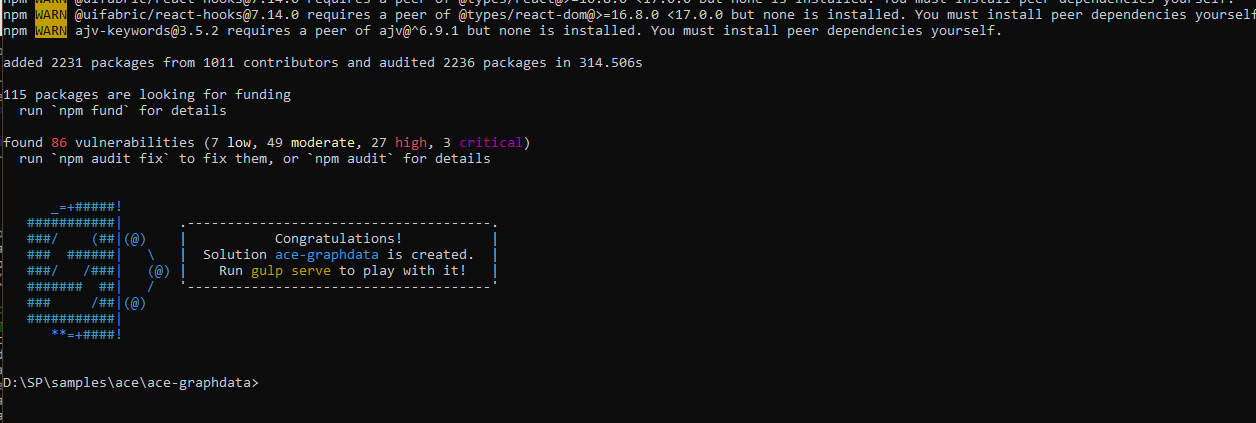 npm WARN @uifabric/react-hooks@7.14.0 requires a peer of @types/react@>=16.8.0 <17.0.0 but none is installed. You must install peer dependencies yourself.
npm WARN @uifabric/react-hooks@7.14.0 requires a peer of @types/react-dom@>=16.8.0 <17.0.0 but none is installed. You must install peer dependencies yourself
npm WARN ajv-keywords@3.5.2 requires a peer of ajv@^6.9.1 but none is installed. You must install peer dependencies yourself.
added 2231 packages from 1011 contributors and audited 2236 packages in 314.506s
115 packages are looking for funding
  run `npm fund` for details
found 86 vulnerabilities (7 low, 49 moderate, 27 high, 3 critical)
  run `npm audit fix` to fix them, or `npm audit` for details
      _=+#####!
   ###########|      .--------------------------------------.
   ###/    (##|(@)    |           Congratulations!           |
   ###  ######|   \   |  Solution ace-graphdata is created.  |
   ###/   /###|   (@) |    Run gulp serve to play with it!   |
   #######  ##|   /   '--------------------------------------'
   ###     /##|(@)
   ###########|
      **=+####!
D:\SP\samples\ace\ace-graphdata>